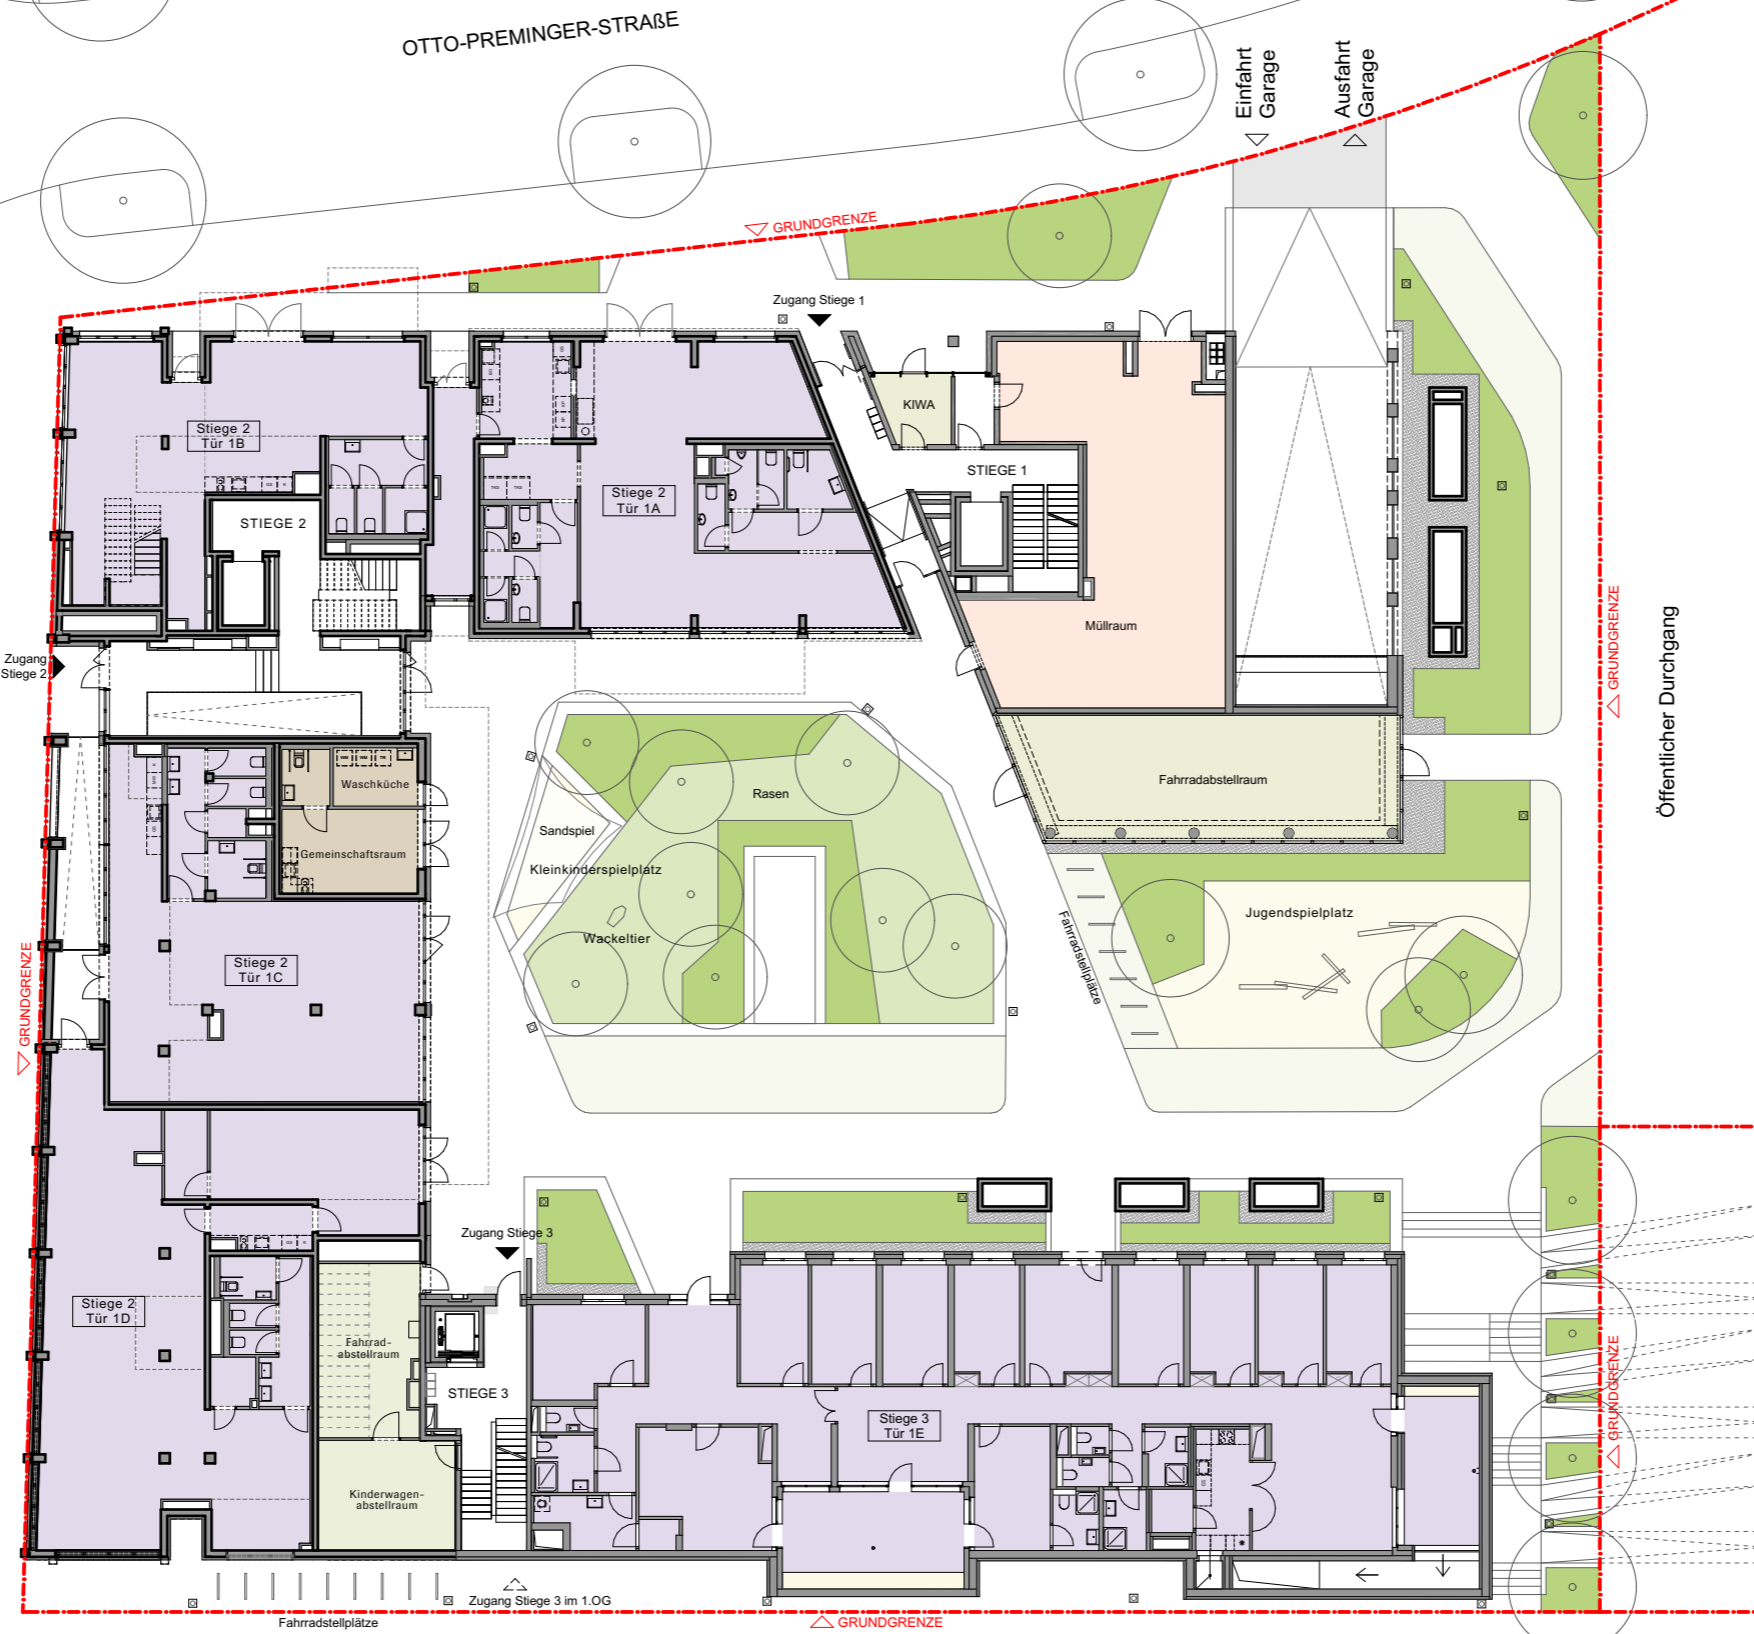 OTTO-PREMINGER-STRAßE
Einfahrt
Garage
Ausfahrt
Garage
GRUNDGRENZE
Zugang Stiege 1
KIWA
Stiege 2
Tür 1B
STIEGE 1
Stiege 2
Tür 1A
STIEGE 2
Müllraum
GRUNDGRENZE
Öffentlicher Durchgang
Zugang
Stiege 2
Waschküche
Rasen
Fahrradabstellraum
Sandspiel
Gemeinschaftsraum
Kleinkinderspielplatz
Jugendspielplatz
Wackeltier
Fahrradstellplätze
Stiege 2
Tür 1C
GRUNDGRENZE
Zugang Stiege 3
Stiege 2
Tür 1D
Fahrrad-
abstellraum
STIEGE 3
Stiege 3
Tür 1E
GRUNDGRENZE
Kinderwagen-
abstellraum
Zugang Stiege 3 im 1.OG
Fahrradstellplätze
GRUNDGRENZE